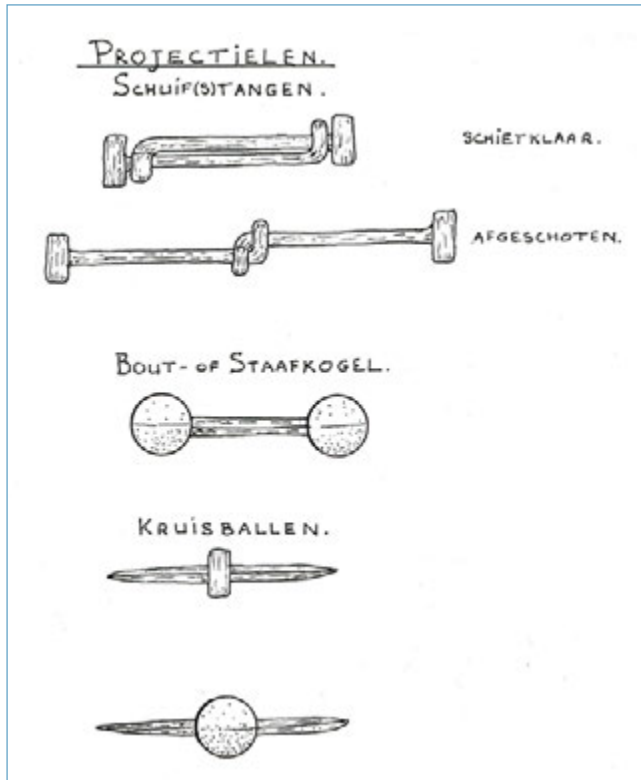 PROJECTIELEN.
SCHUIF(S)TANGEN.
SCHIETKLAAR.
AFGESCHOTEN.
BOUT- OF STAAFKOGEL.
KRUISBALLEN.